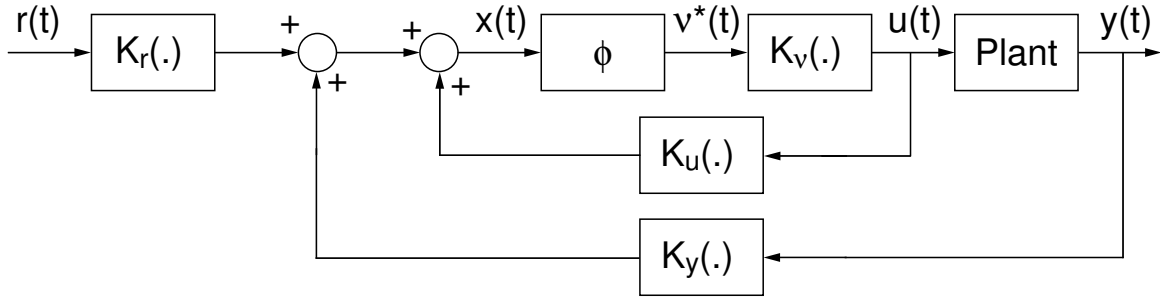 r(t) x(t) ν*(t) u(t) y(t)
+ +
Kr(.) ϕ Kν(.) Plant
+ +
Ku(.)
Ky(.)